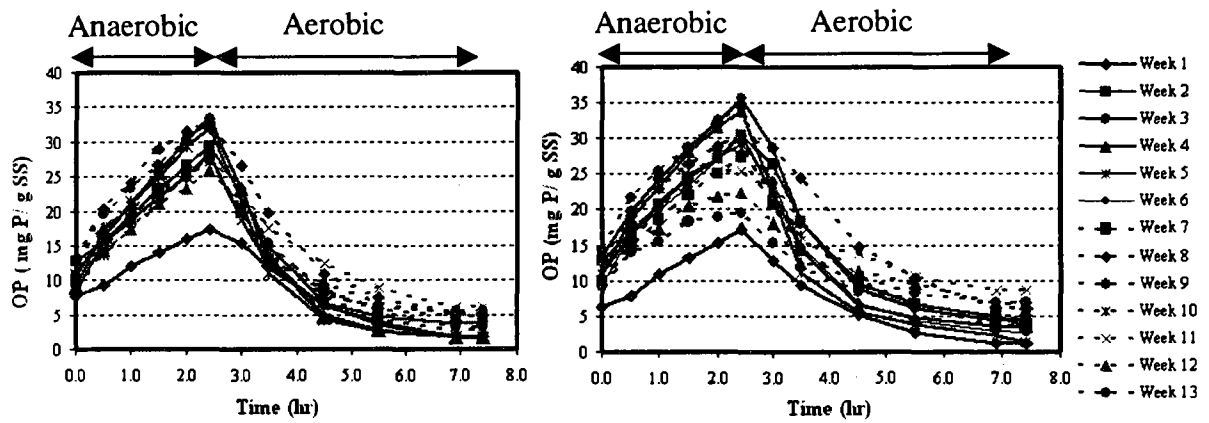 Anaerobic Aerobic
Anaerobic Aerobic
OP ( mg P/ g SS)
40
35
30
25
20
15
10
5
0
0.0 1.0 2.0 3.0 4.0 5.0 6.0 7.0 8.0
Time (hr)
OP (mg P/ g SS)
40
35
30
25
20
15
10
5
0
0.0 1.0 2.0 3.0 4.0 5.0 6.0 7.0 8.0
Time (hr)
Week 1
Week 2
Week 3
Week 4
Week 5
Week 6
Week 7
Week 8
Week 9
Week 10
Week 11
Week 12
Week 13